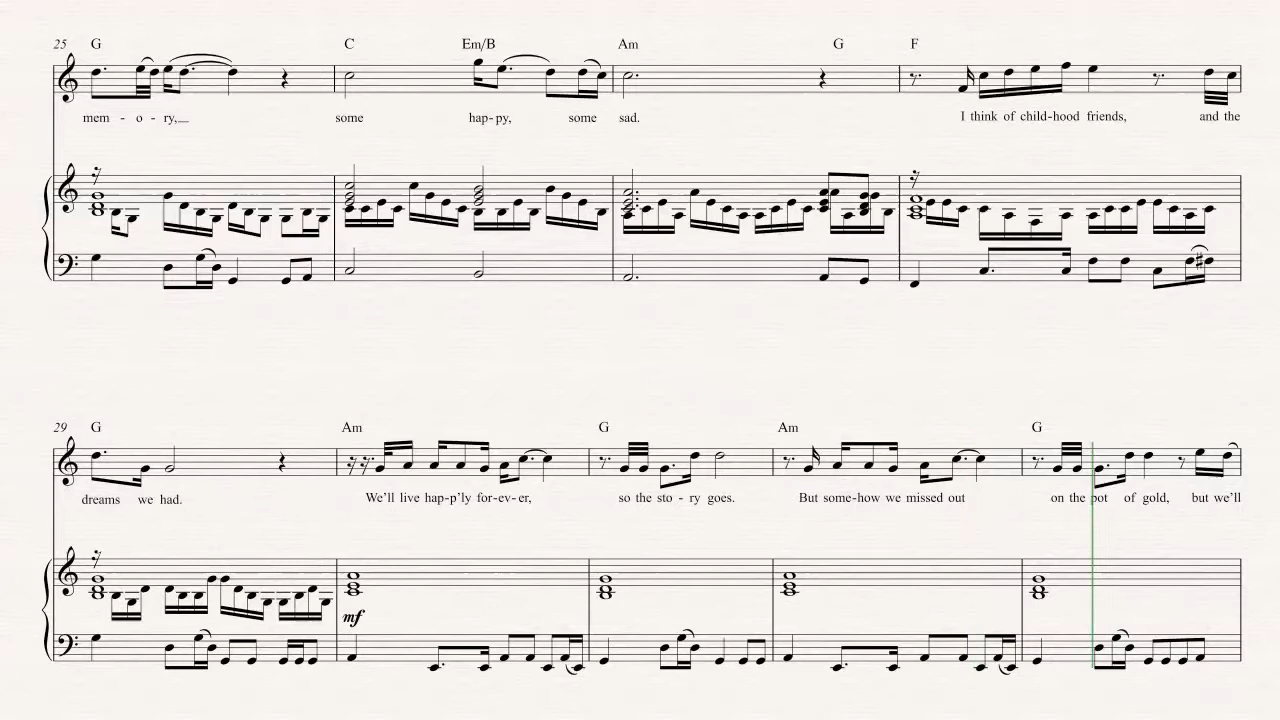 25 G C Em/B Am G F
mem - o - ry, some hap-py, some sad. I think of child-hood friends, and the
29 G Am G Am G
dreams we had. We'll live hap-p'ly for-ev-er, so the sto - ry goes. But some-how we missed out on the pot of gold, but we'll
mf